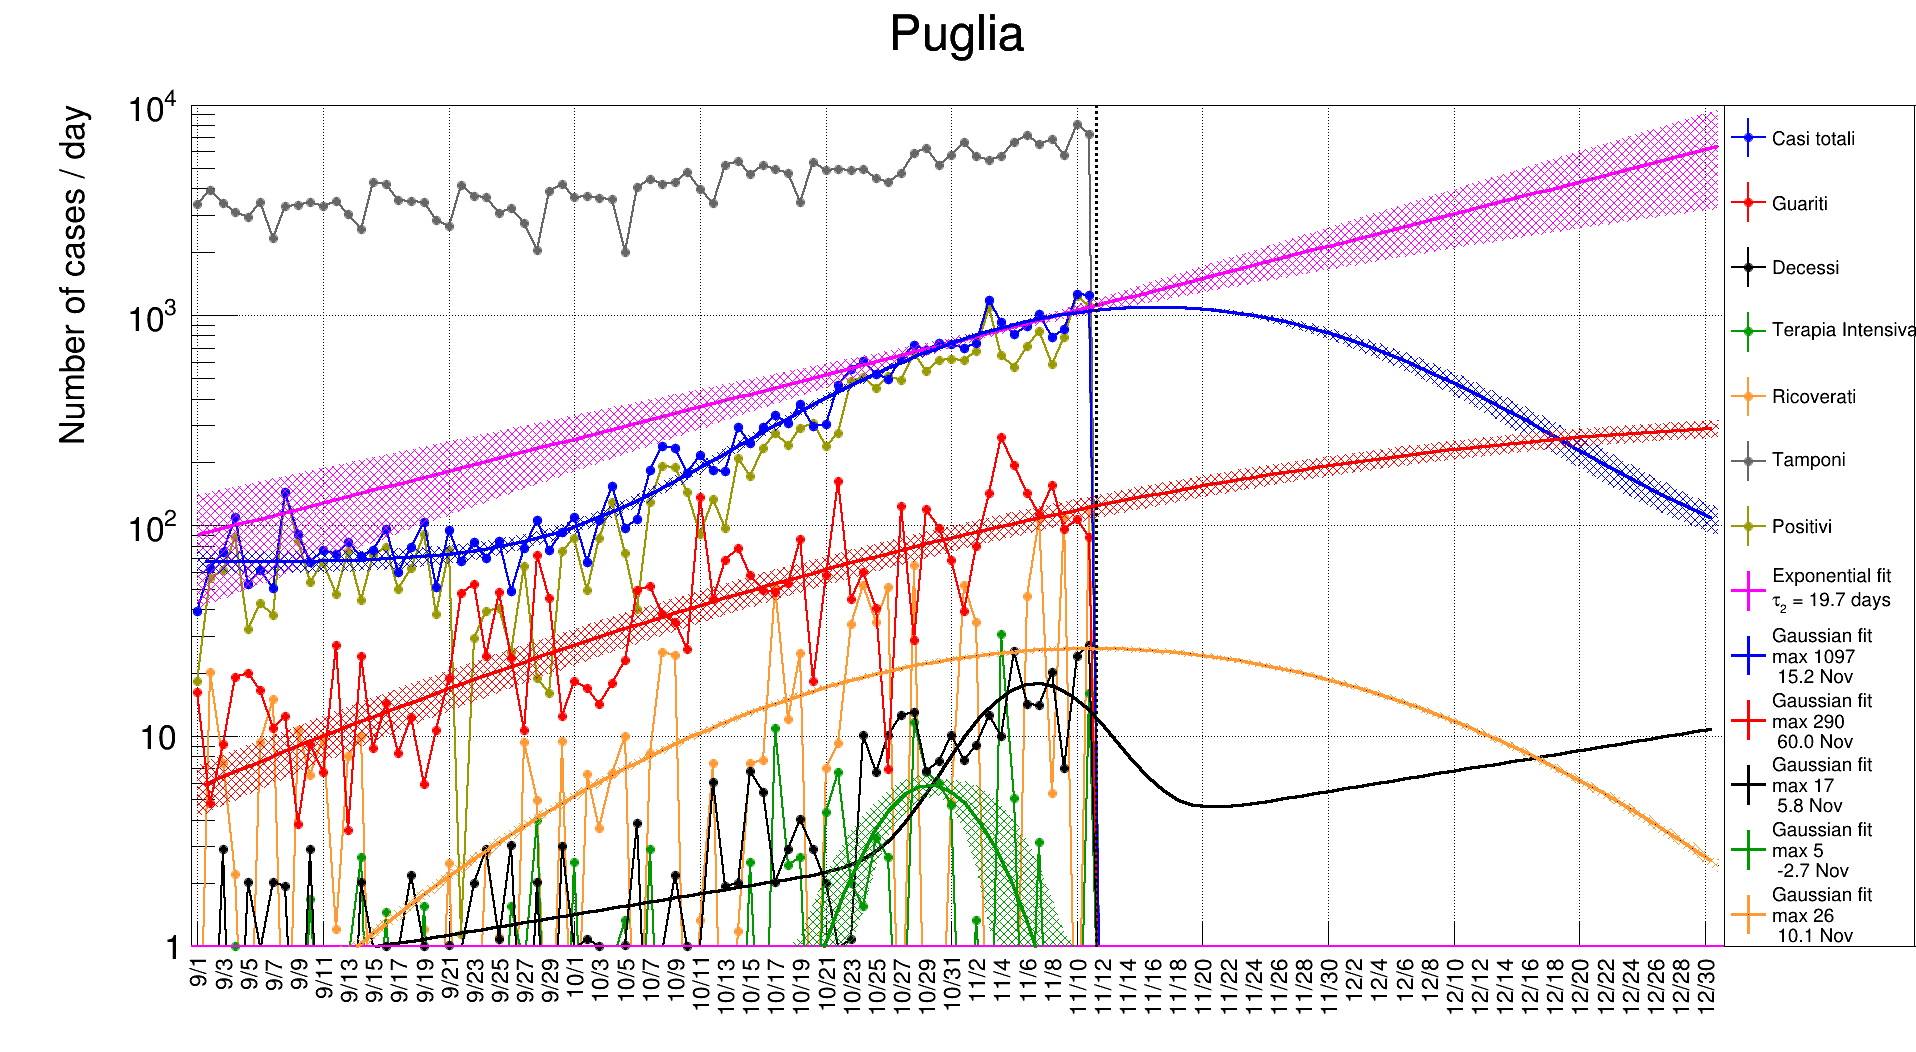 Puglia
Number of cases / day
10^4
10^3
10^2
10
1
9/1 9/3 9/5 9/7 9/9 9/11 9/13 9/15 9/17 9/19 9/21 9/23 9/25 9/27 9/29 10/1 10/3 10/5 10/7 10/9 10/11 10/13 10/15 10/17 10/19 10/21 10/23 10/25 10/27 10/29 10/31 11/2 11/4 11/6 11/8 11/10 11/12 11/14 11/16 11/18 11/20 11/22 11/24 11/26 11/28 11/30 12/2 12/4 12/6 12/8 12/10 12/12 12/14 12/16 12/18 12/20 12/22 12/24 12/26 12/28 12/30
Casi totali
Guariti
Decessi
Terapia Intensiva
Ricoverati
Tamponi
Positivi
Exponential fit
τ2 = 19.7 days
Gaussian fit
max 1097
15.2 Nov
Gaussian fit
max 290
60.0 Nov
Gaussian fit
max 17
5.8 Nov
Gaussian fit
max 5
-2.7 Nov
Gaussian fit
max 26
10.1 Nov